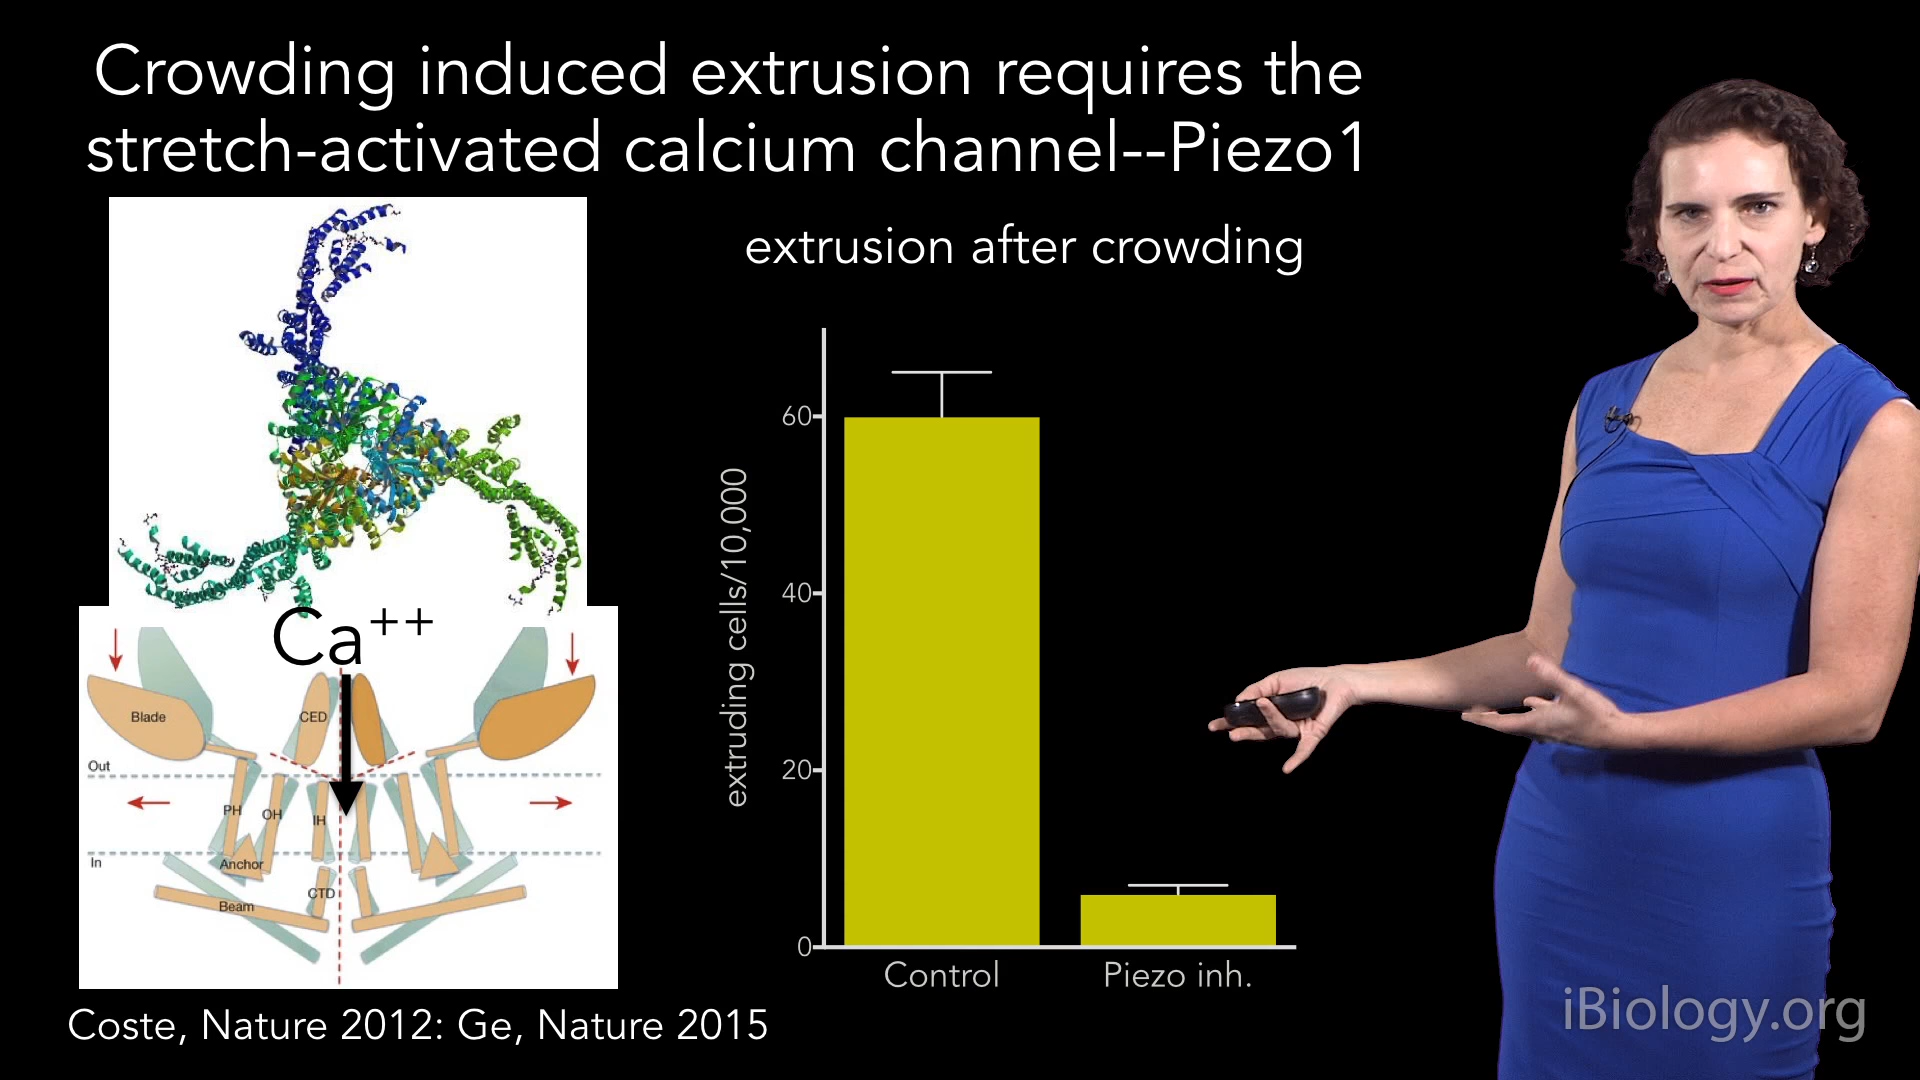 Crowding induced extrusion requires the
stretch-activated calcium channel--Piezo1
extrusion after crowding
Ca++
Blade
CED
Out
PH
OH
IH
In
Anchor
CTD
Beam
extruding cells/10,000
60
40
20
0
Control
Piezo inh.
Coste, Nature 2012: Ge, Nature 2015
iBiology.org